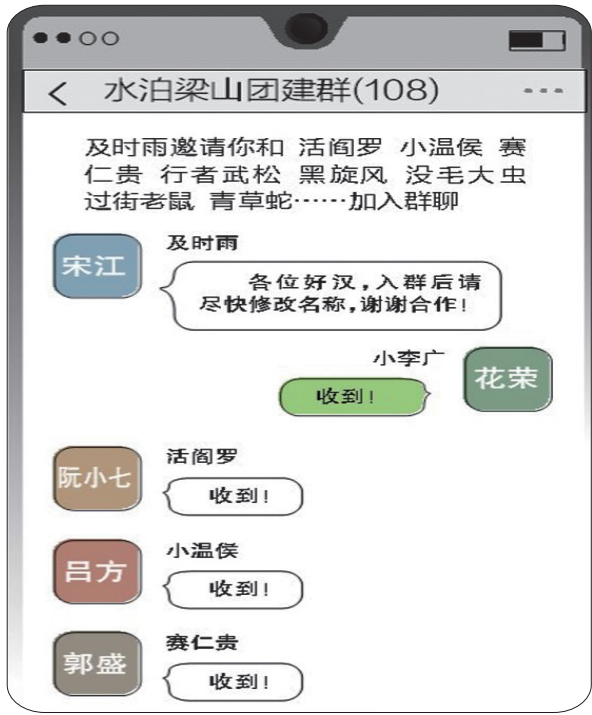 水泊梁山团建群(108)
及时雨邀请你和 活阎罗 小温侯 赛
仁贵 行者武松 黑旋风 没毛大虫
过街老鼠 青草蛇……加入群聊
及时雨
宋江
各位好汉,入群后请
尽快修改名称,谢谢合作!
小李广
花荣
收到!
活阎罗
阮小七
收到!
小温侯
吕方
收到!
赛仁贵
郭盛
收到!